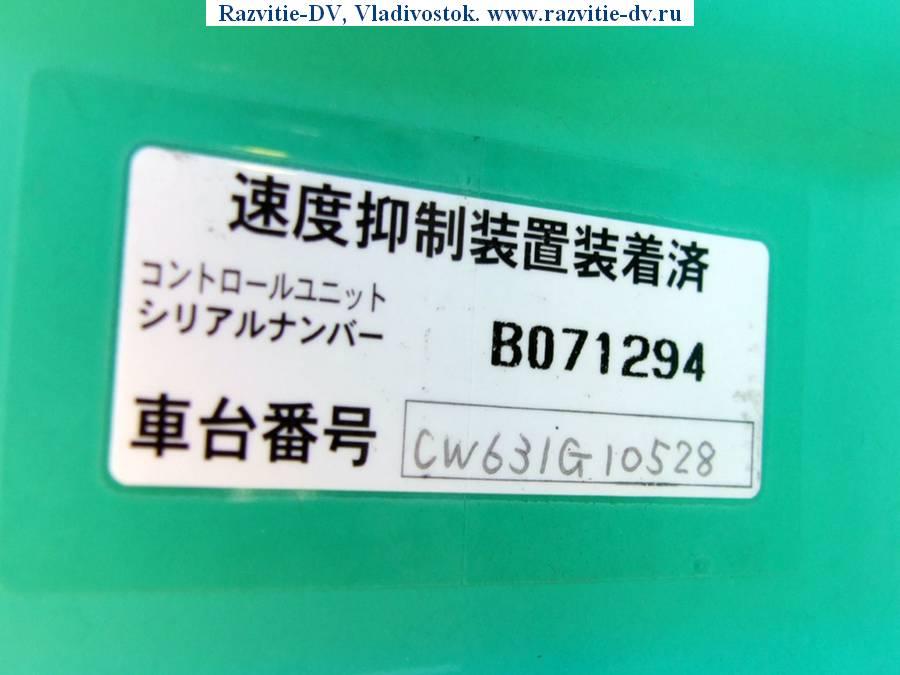 Razvitie-DV, Vladivostok. www.razvitie-dv.ru
速度抑制装置装着済
コントロールユニット
シリアルナンバー B071294
車台番号 CW631G10528